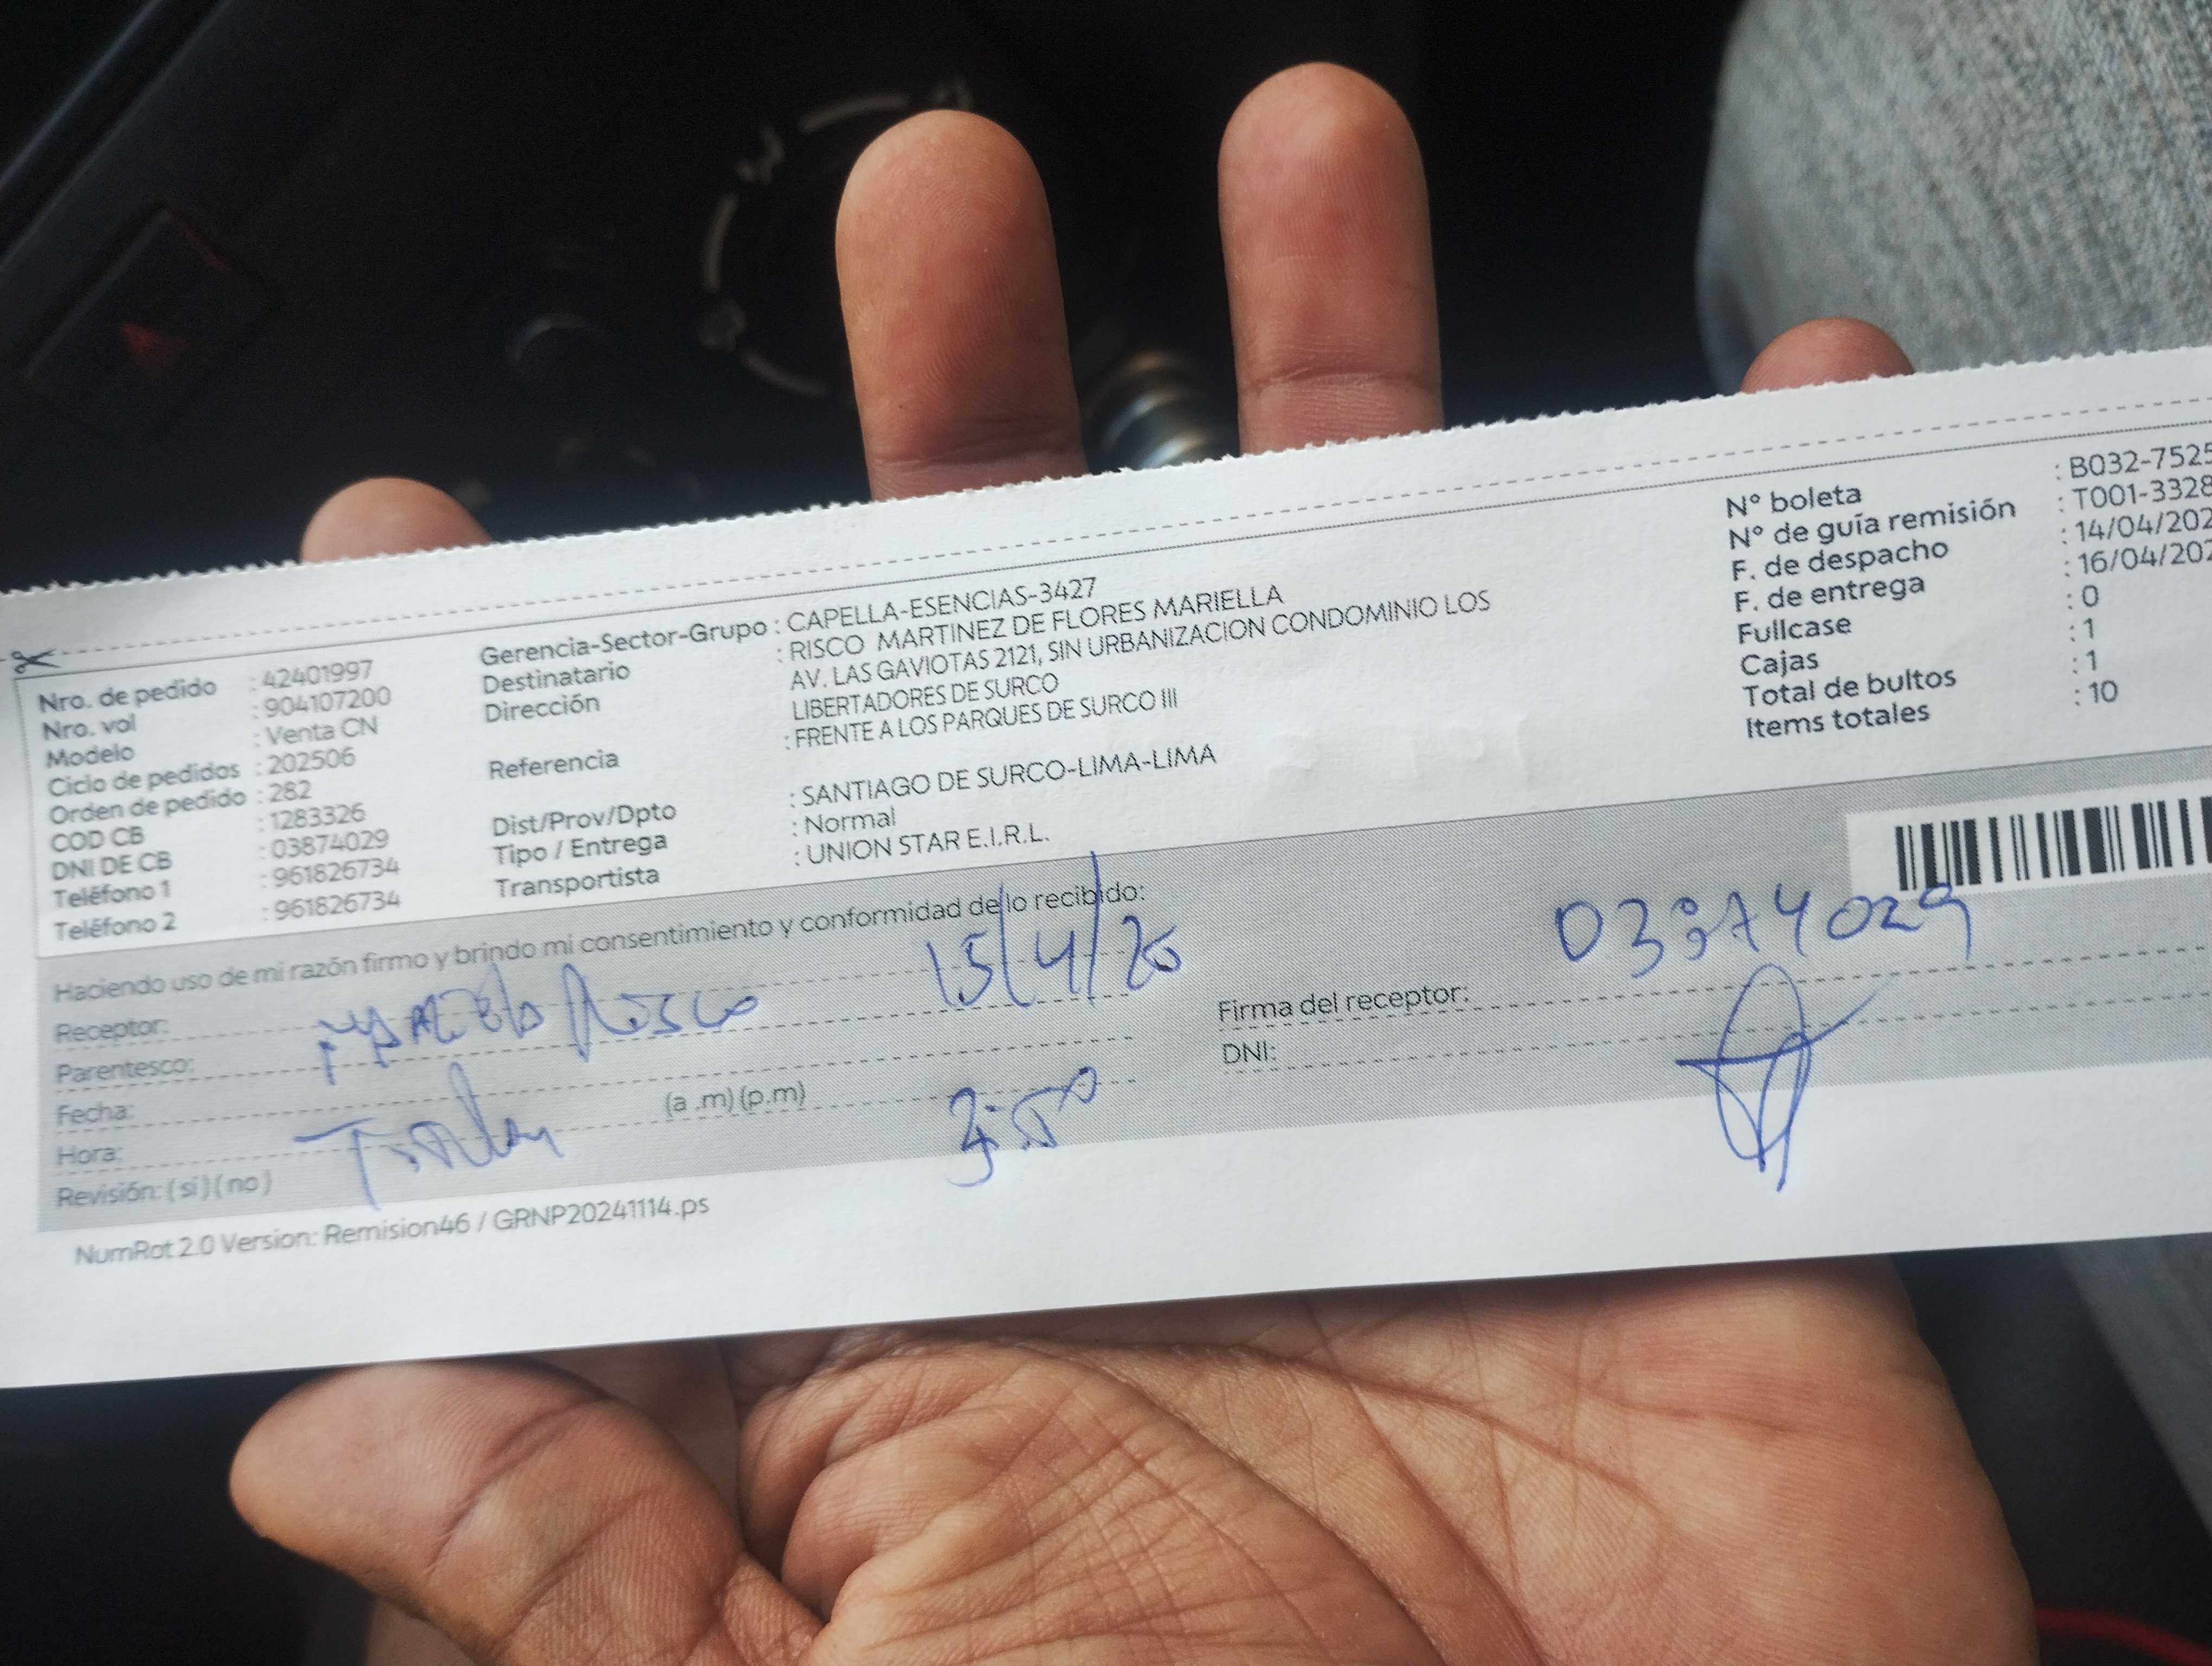 Nro. de pedido : 42401997
Nro. vol : 904107200
Modelo : Venta CN
Ciclo de pedidos : 202506
Orden de pedido : 282
COD CB : 1283326
DNI DE CB : 03874029
Teléfono 1 : 961826734
Teléfono 2 : 961826734
Gerencia-Sector-Grupo : CAPELLA-ESENCIAS-3427
Destinatario : RISCO MARTINEZ DE FLORES MARIELLA
Dirección AV. LAS GAVIOTAS 2121, SIN URBANIZACION CONDOMINIO LOS
LIBERTADORES DE SURCO
Referencia : FRENTE A LOS PARQUES DE SURCO III
Dist/Prov/Dpto : SANTIAGO DE SURCO-LIMA-LIMA
Tipo / Entrega : Normal
Transportista : UNION STAR E.I.R.L.
N° boleta : B032-7525
N° de guía remisión : T001-3328
F. de despacho : 14/04/202
F. de entrega : 16/04/202
Fullcase : 0
Cajas : 1
Total de bultos : 1
Items totales : 10
Haciendo uso de mi razón firmo y brindo mi consentimiento y conformidad de lo recibido:
Receptor: Risco 15/4/
Parentesco:
Fecha:
Hora: (a .m) (p.m)
Revisión: ( si ) ( no )
Firma del receptor: 03874029
DNI:
NumRot 2.0 Version: Remision46 / GRNP20241114.ps